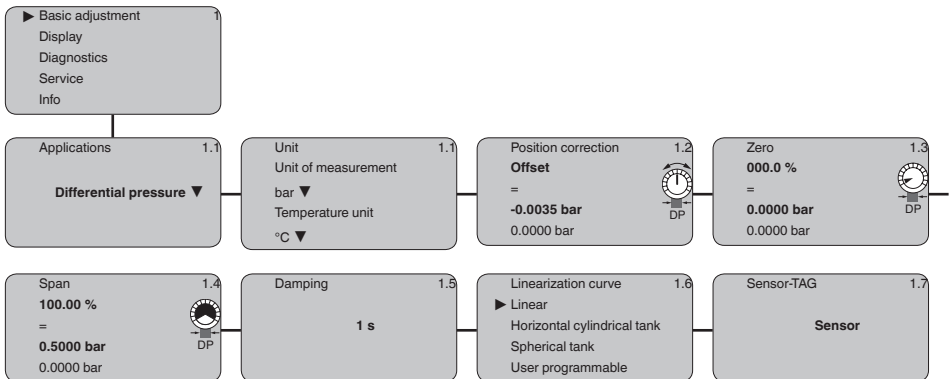 ▶ Basic adjustment 1
Display
Diagnostics
Service
Info
Applications 1.1
Differential pressure ▼
Unit 1.1
Unit of measurement
bar ▼
Temperature unit
°C ▼
Position correction 1.2
Offset
=
-0.0035 bar
0.0000 bar
DP
Zero 1.3
000.0 %
=
0.0000 bar
0.0000 bar
DP
Span 1.4
100.00 %
=
0.5000 bar
0.0000 bar
DP
Damping 1.5
1 s
Linearization curve 1.6
▶ Linear
Horizontal cylindrical tank
Spherical tank
User programmable
Sensor-TAG 1.7
Sensor